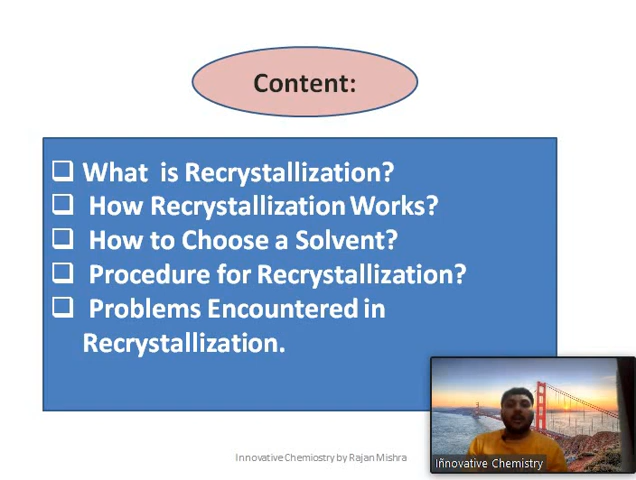 Content:
What is Recrystallization?
How Recrystallization Works?
How to Choose a Solvent?
Procedure for Recrystallization?
Problems Encountered in
Recrystallization.
Innovative Chemiostry by Rajan Mishra
Iññovative Chemistry